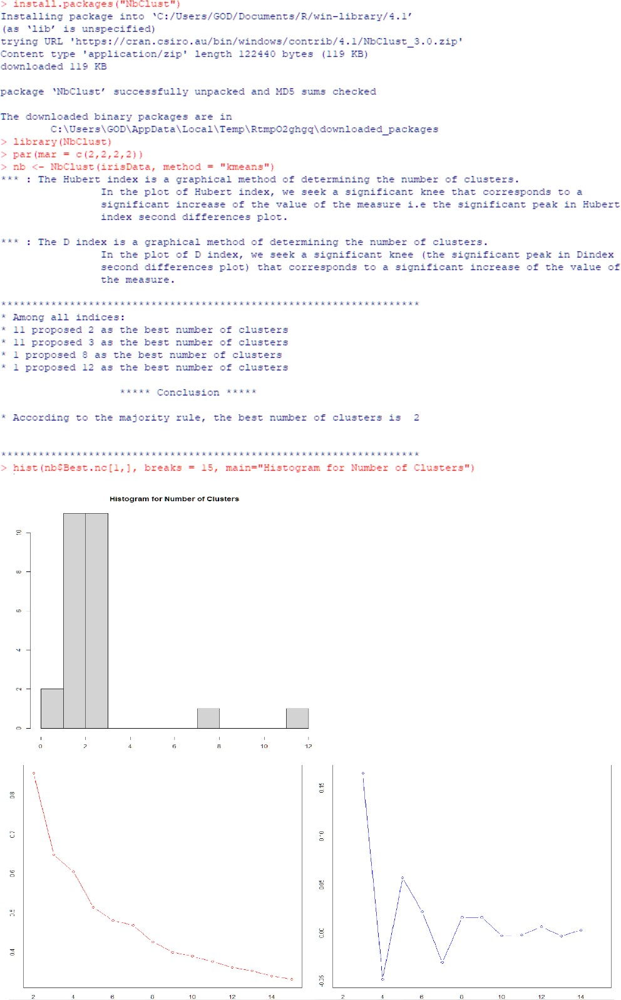 > install.packages("NbClust")
Installing package into ‘C:/Users/GOD/Documents/R/win-library/4.1’
(as ‘lib’ is unspecified)
trying URL 'https://cran.csiro.au/bin/windows/contrib/4.1/NbClust_3.0.zip'
Content type 'application/zip' length 122440 bytes (119 KB)
downloaded 119 KB
package ‘NbClust’ successfully unpacked and MD5 sums checked
The downloaded binary packages are in
C:\Users\GOD\AppData\Local\Temp\RtmpO2ghgq\downloaded_packages
> library(NbClust)
> par(mar = c(2,2,2,2))
> nb <- NbClust(irisData, method = "kmeans")
*** : The Hubert index is a graphical method of determining the number of clusters.
In the plot of Hubert index, we seek a significant knee that corresponds to a
significant increase of the value of the measure i.e the significant peak in Hubert
index second differences plot.
*** : The D index is a graphical method of determining the number of clusters.
In the plot of D index, we seek a significant knee (the significant peak in Dindex
second differences plot) that corresponds to a significant increase of the value of
the measure.
*******************************************************************
* Among all indices:
* 11 proposed 2 as the best number of clusters
* 11 proposed 3 as the best number of clusters
* 1 proposed 8 as the best number of clusters
* 1 proposed 12 as the best number of clusters
***** Conclusion *****
* According to the majority rule, the best number of clusters is  2
*******************************************************************
> hist(nb$Best.nc[1,], breaks = 15, main="Histogram for Number of Clusters")
Histogram for Number of Clusters
10
8
6
4
2
0
0 2 4 6 8 10 12
0.8
0.7
0.6
0.5
0.4
2 4 6 8 10 12 14
0.15
0.10
0.05
0.00
-0.05
2 4 6 8 10 12 14